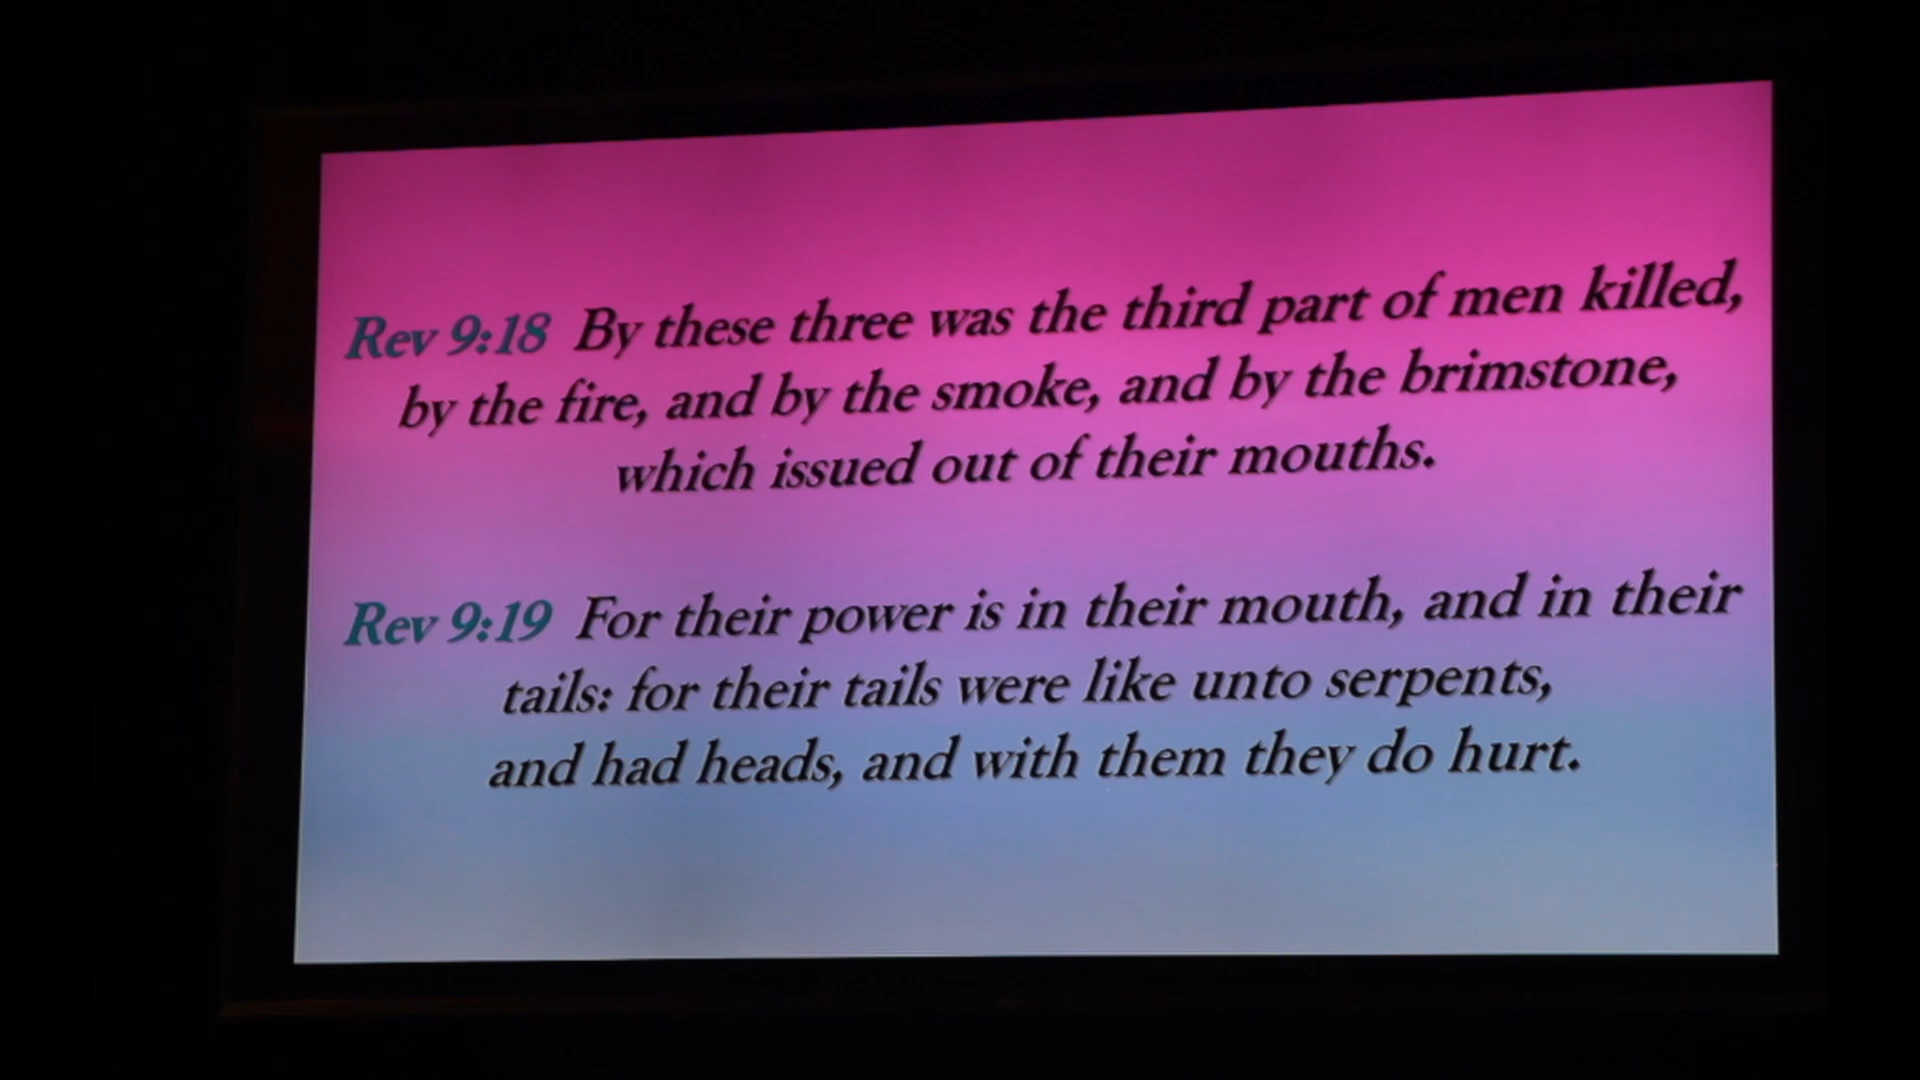 Rev 9:18 By these three was the third part of men killed,
by the fire, and by the smoke, and by the brimstone,
which issued out of their mouths.
Rev 9:19 For their power is in their mouth, and in their
tails: for their tails were like unto serpents,
and had heads, and with them they do hurt.